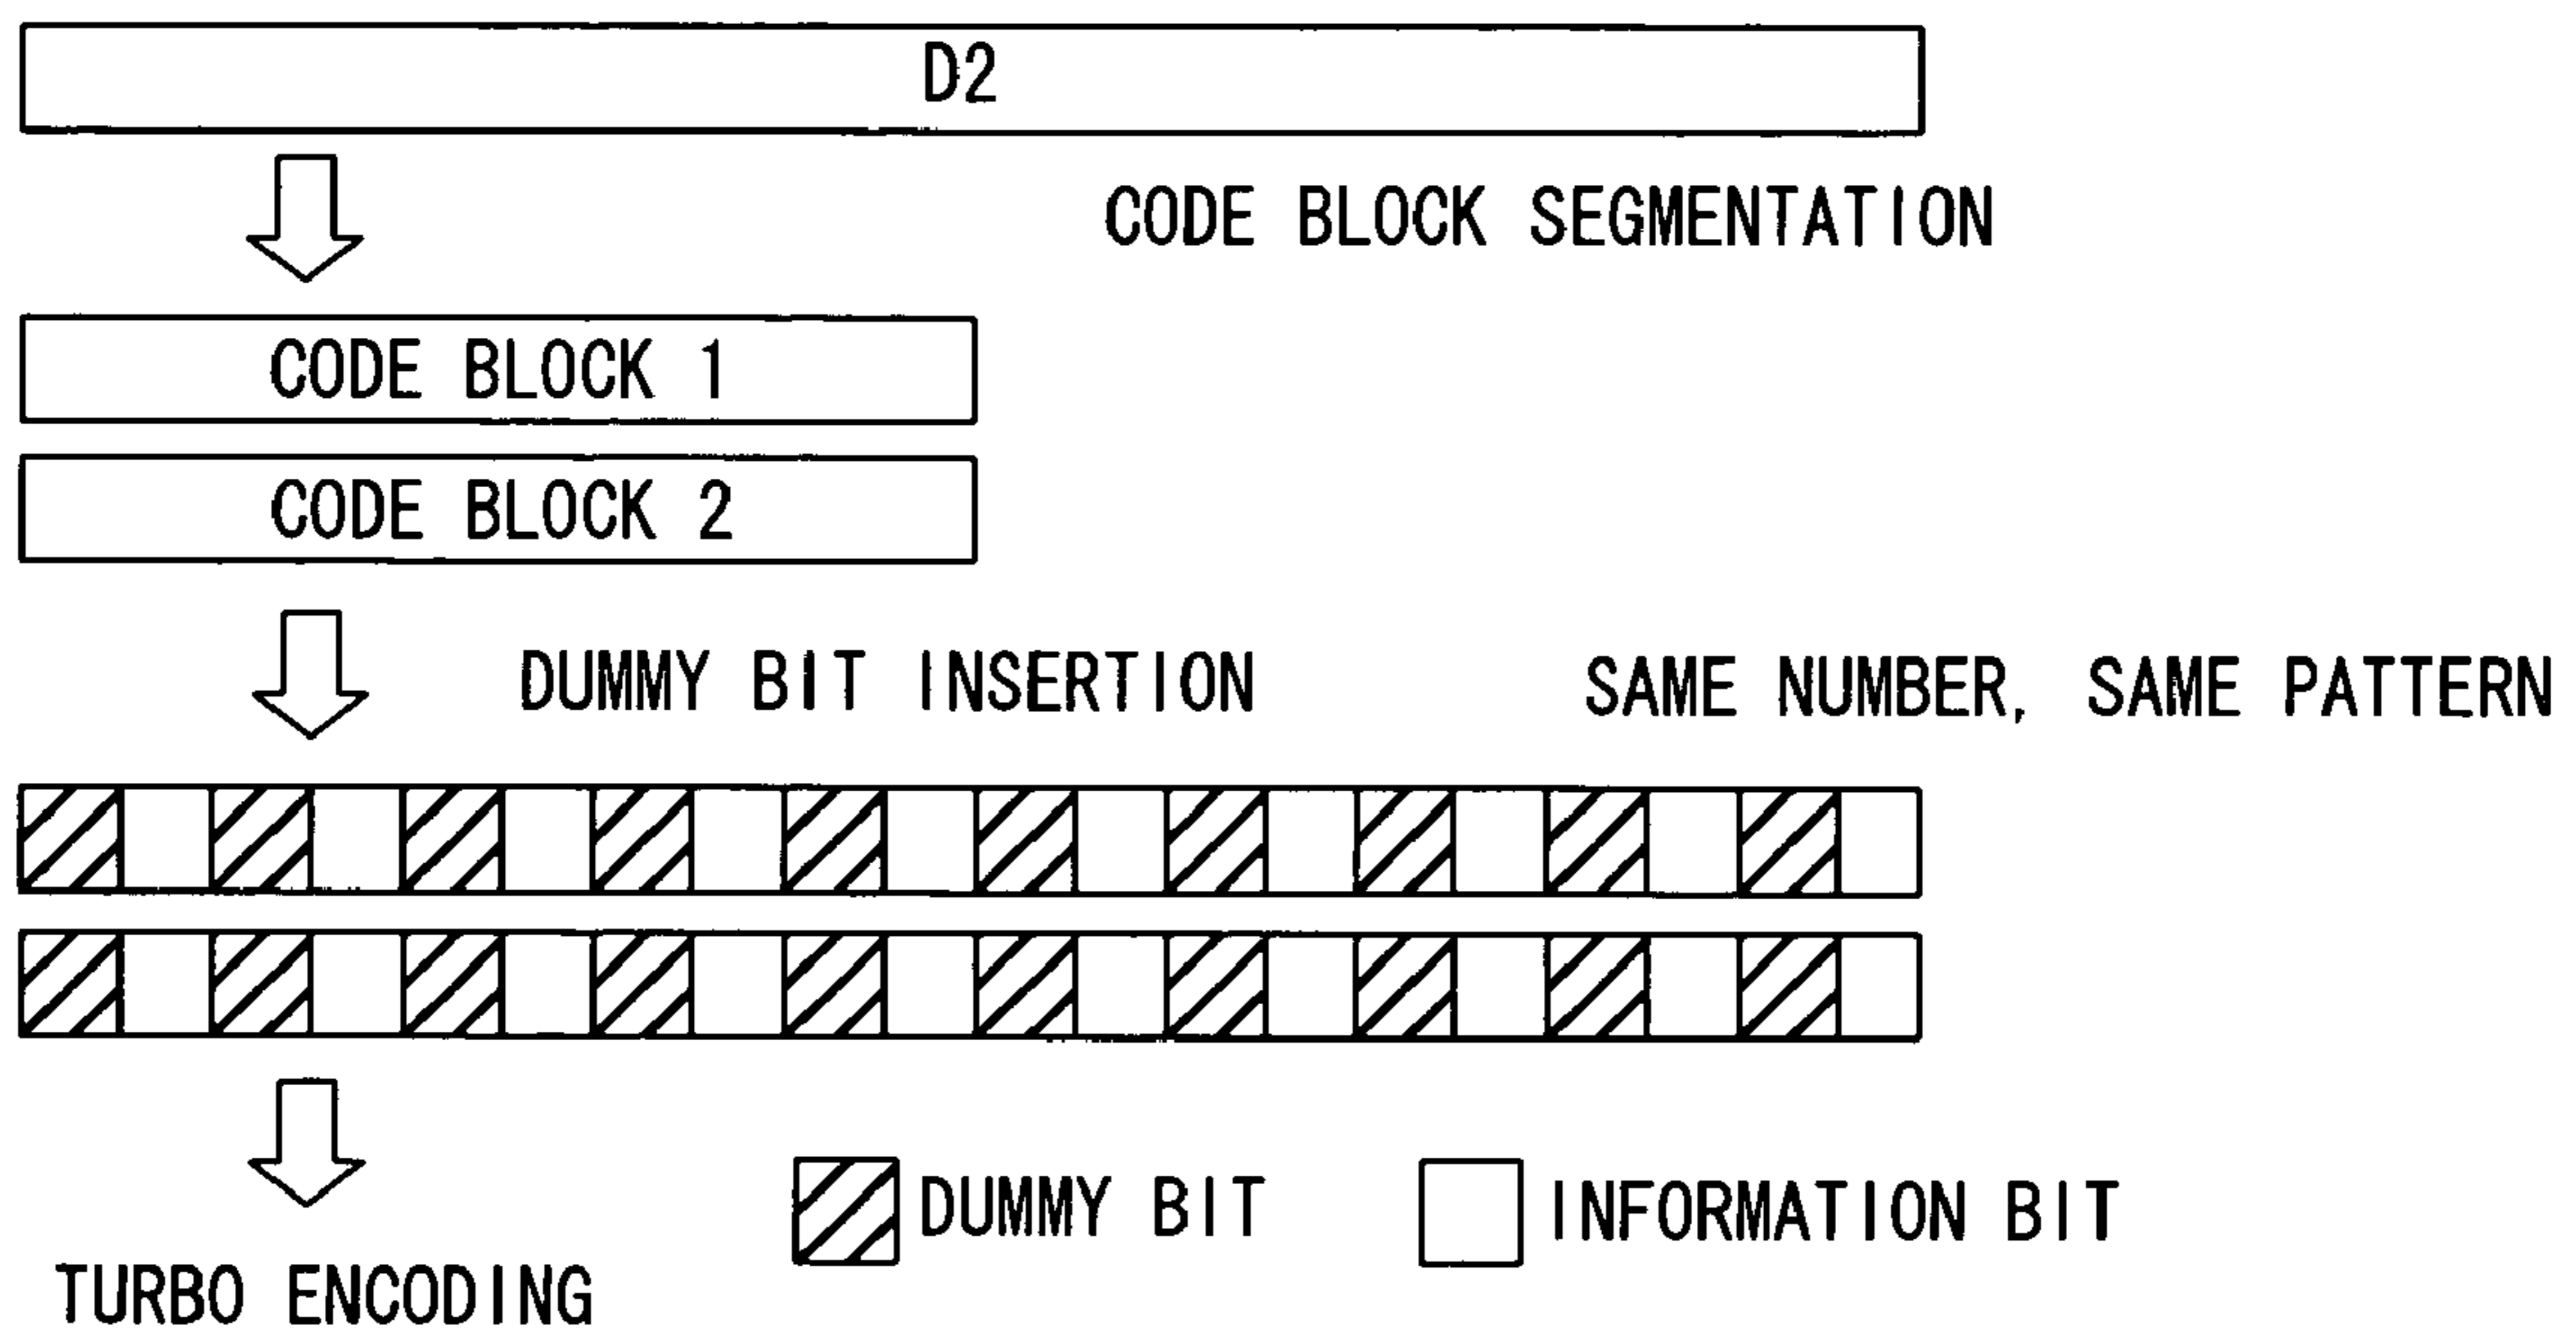 D2
CODE BLOCK SEGMENTATION
CODE BLOCK 1
CODE BLOCK 2
DUMMY BIT INSERTION
SAME NUMBER, SAME PATTERN
DUMMY BIT
INFORMATION BIT
TURBO ENCODING